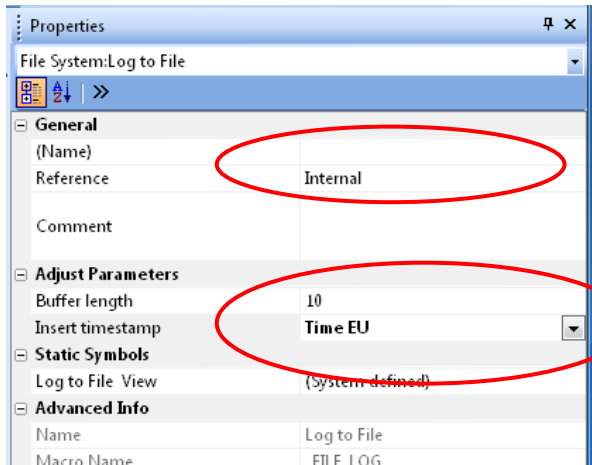 Properties
File System:Log to File
General
(Name)
Reference Internal
Comment
Adjust Parameters
Buffer length 10
Insert timestamp Time EU
Static Symbols
Log to File View (System defined)
Advanced Info
Name Log to File
Macro Name FILE_LOG